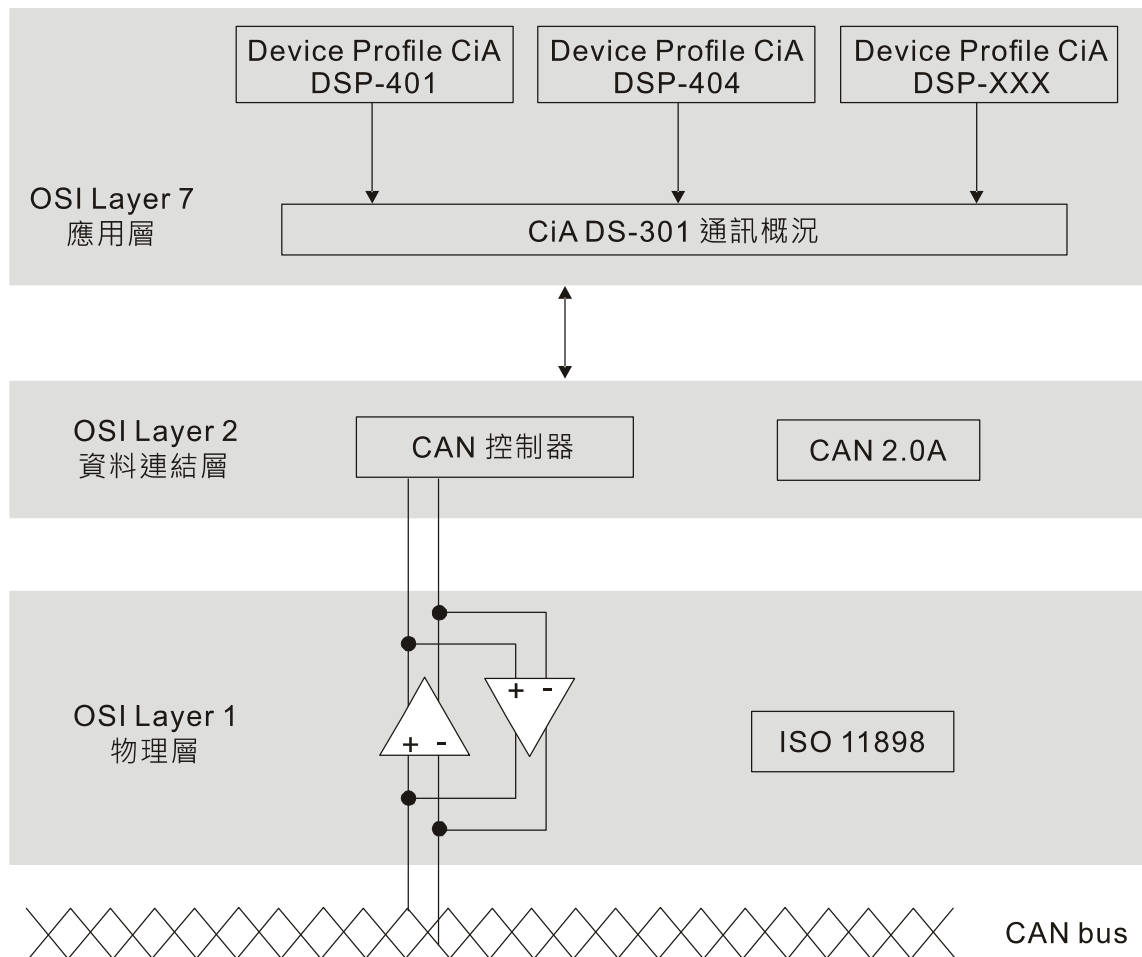 Device Profile CiA
DSP-401
Device Profile CiA
DSP-404
Device Profile CiA
DSP-XXX
OSI Layer 7
應用層
CiA DS-301 通訊概況
OSI Layer 2
資料連結層
CAN 控制器
CAN 2.0A
OSI Layer 1
物理層
+ -
+ -
ISO 11898
CAN bus